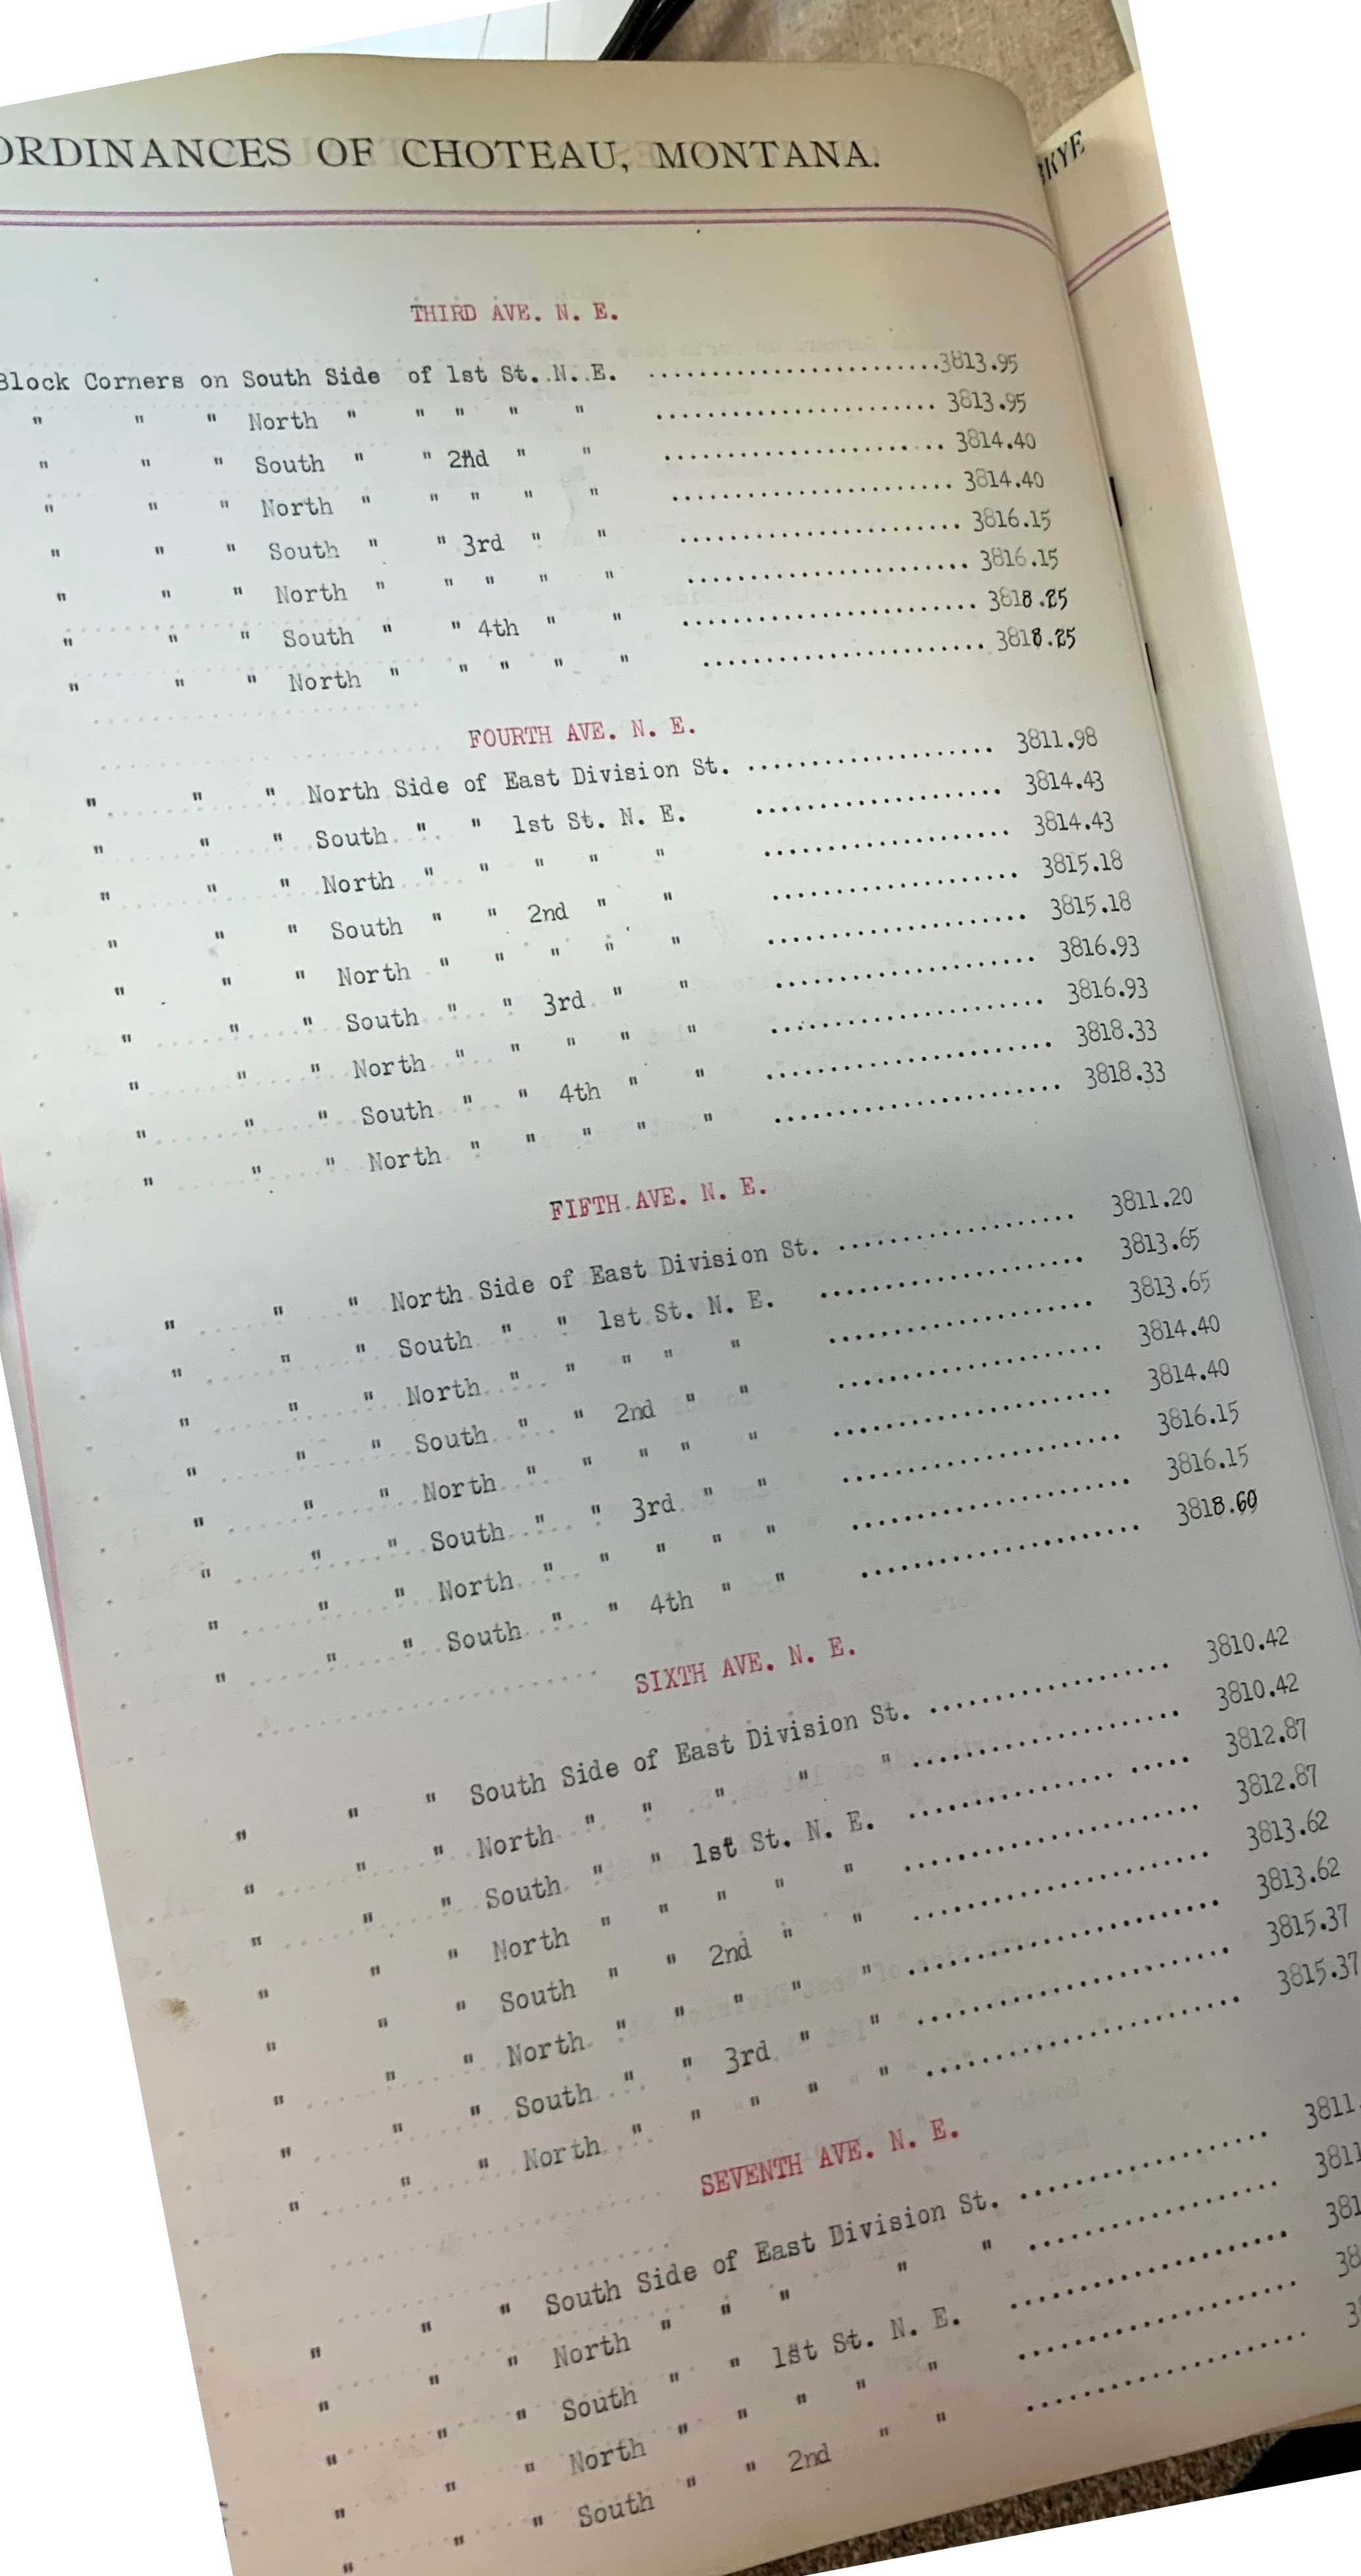 ORDINANCES OF CHOTEAU, MONTANA.
THIRD AVE. N. E.
Block Corners on South Side of 1st St. N. E. ........................3813.95
" " " North " " " " " ....................... 3813.95
" " " South " " 2nd " " ....................... 3814.40
" " " North " " " " " ....................... 3814.40
" " " South " " 3rd " " ....................... 3816.15
" " " North " " " " " ....................... 3816.15
" " " South " " 4th " " ........................ 3818.25
" " " North " " " " " ....................... 3818.25
FOURTH AVE. N. E.
" " " North Side of East Division St. .................... 3811.98
" " " South " " 1st St. N. E. .................... 3814.43
" " " North " " " " " .................... 3814.43
" " " South " " 2nd " " .................... 3815.18
" " " North " " " " " ..................... 3815.18
" " " South " " 3rd " " ..................... 3816.93
" " " North " " " " " ...................... 3816.93
" " " South " " 4th " " ....................... 3818.33
" " " North " " " " " ....................... 3818.33
FIFTH AVE. N. E.
" " " North Side of East Division St. ................... 3811.20
" " " South " " 1st St. N. E. ..................... 3813.65
" " " North " " " " " ..................... 3813.65
" " " South " " 2nd " " ..................... 3814.40
" " " North " " " " " ...................... 3814.40
" " " South " " 3rd " " ...................... 3816.15
" " " North " " " " " ...................... 3816.15
" " " South " " 4th " " ...................... 3818.60
SIXTH AVE. N. E.
" " " South Side of East Division St. ................... 3810.42
" " " North " " " " " ..................... 3810.42
" " " South " " 1st St. N. E. ................ ..... 3812.87
" " " North " " " " " ....................... 3812.87
" " " South " " 2nd " " ....................... 3813.62
" " " North " " " " " ........................ 3813.62
" " " South " " 3rd " " ........................ 3815.37
" " " North " " " " " ........................ 3815.37
SEVENTH AVE. N. E.
" " " South Side of East Division St. ................... 3811.
" " " North " " " " " ................... 3811
" " " South " " 1st St. N. E. ..................... 381
" " " North " " " " " ..................... 38
" " " South " " 2nd " " ..................... 3